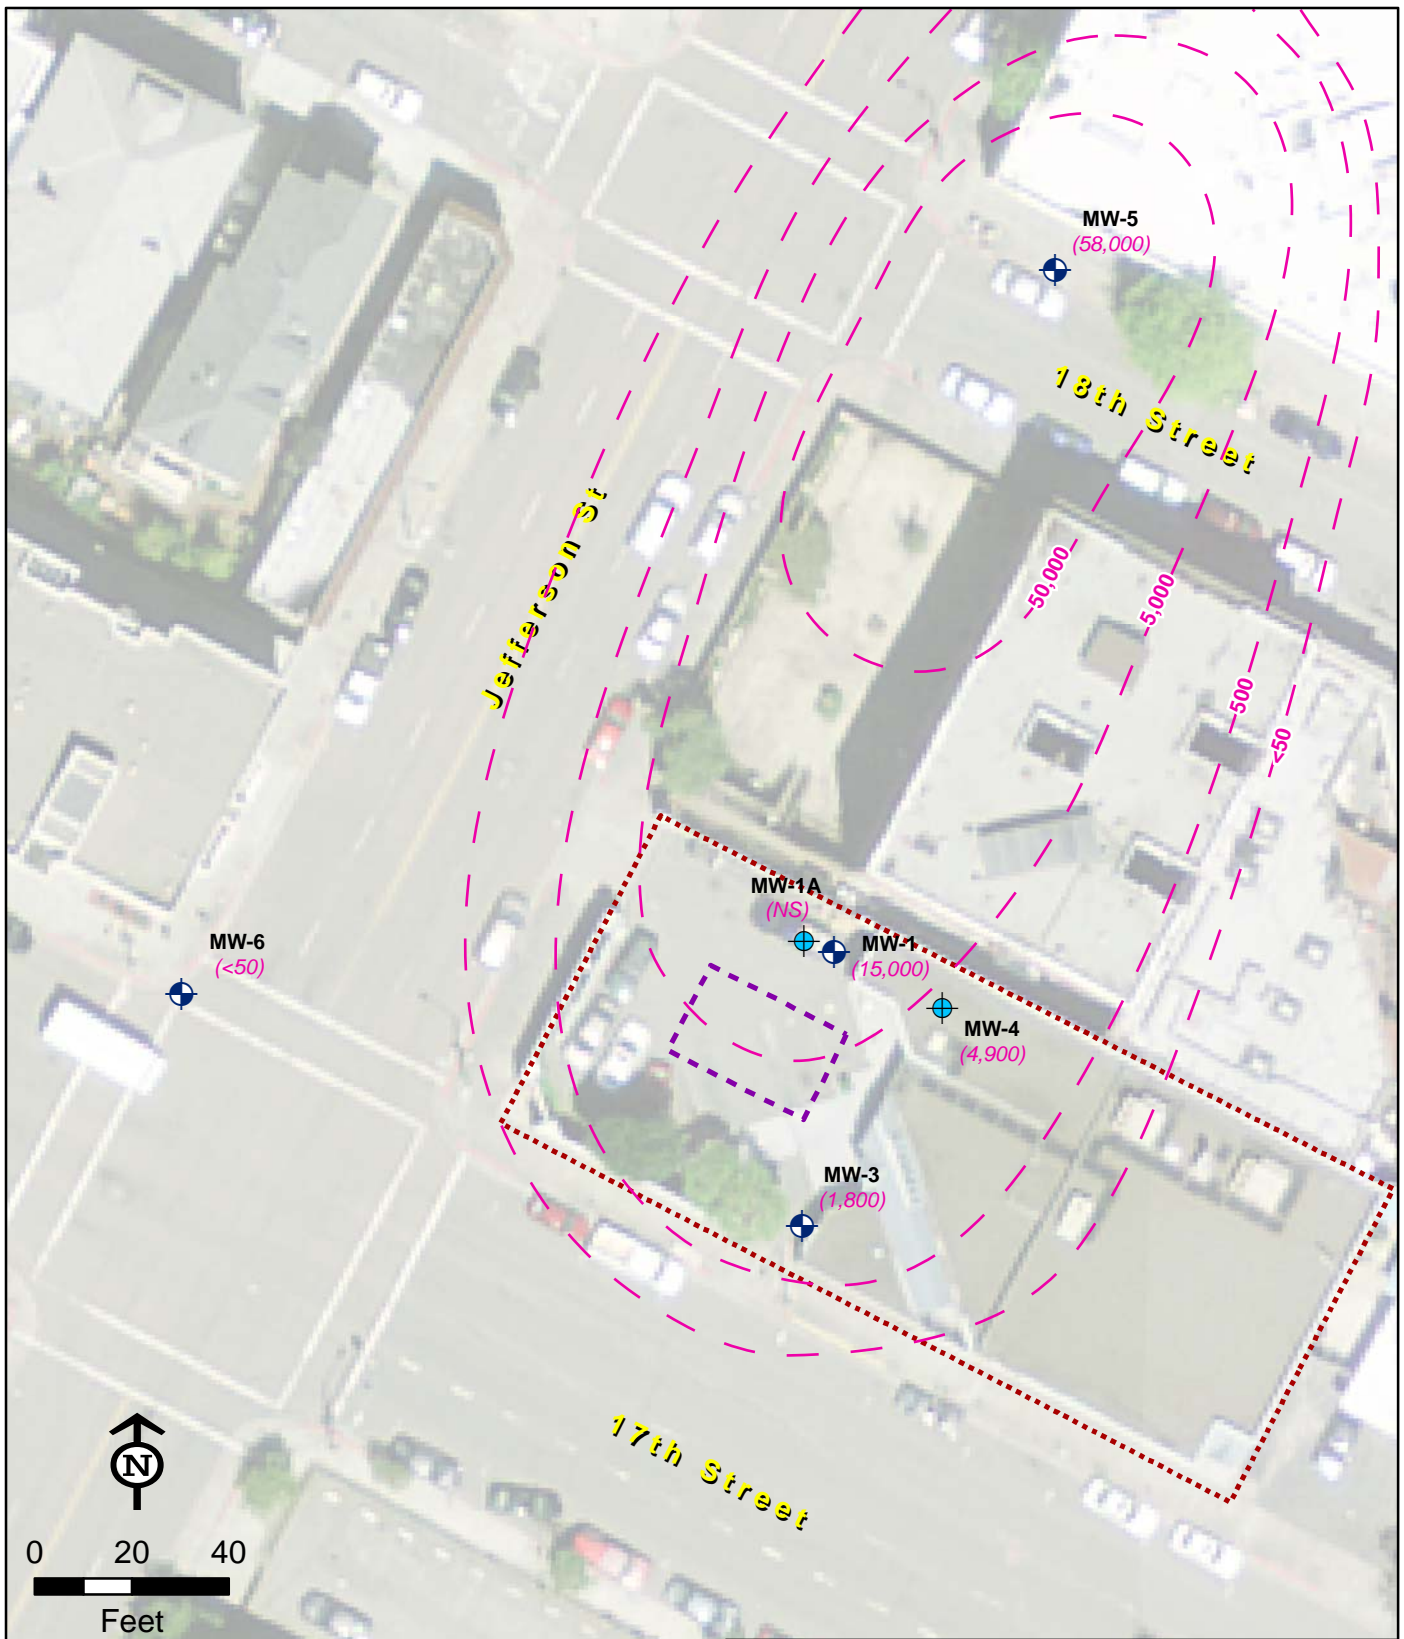 MW-5
(58,000)
18th Street
Jefferson St
50,000
5,000
500
<50
MW-1A
(NS)
MW-1
(15,000)
MW-6
(<50)
MW-4
(4,900)
MW-3
(1,800)
17th Street
N
0 20 40
Feet